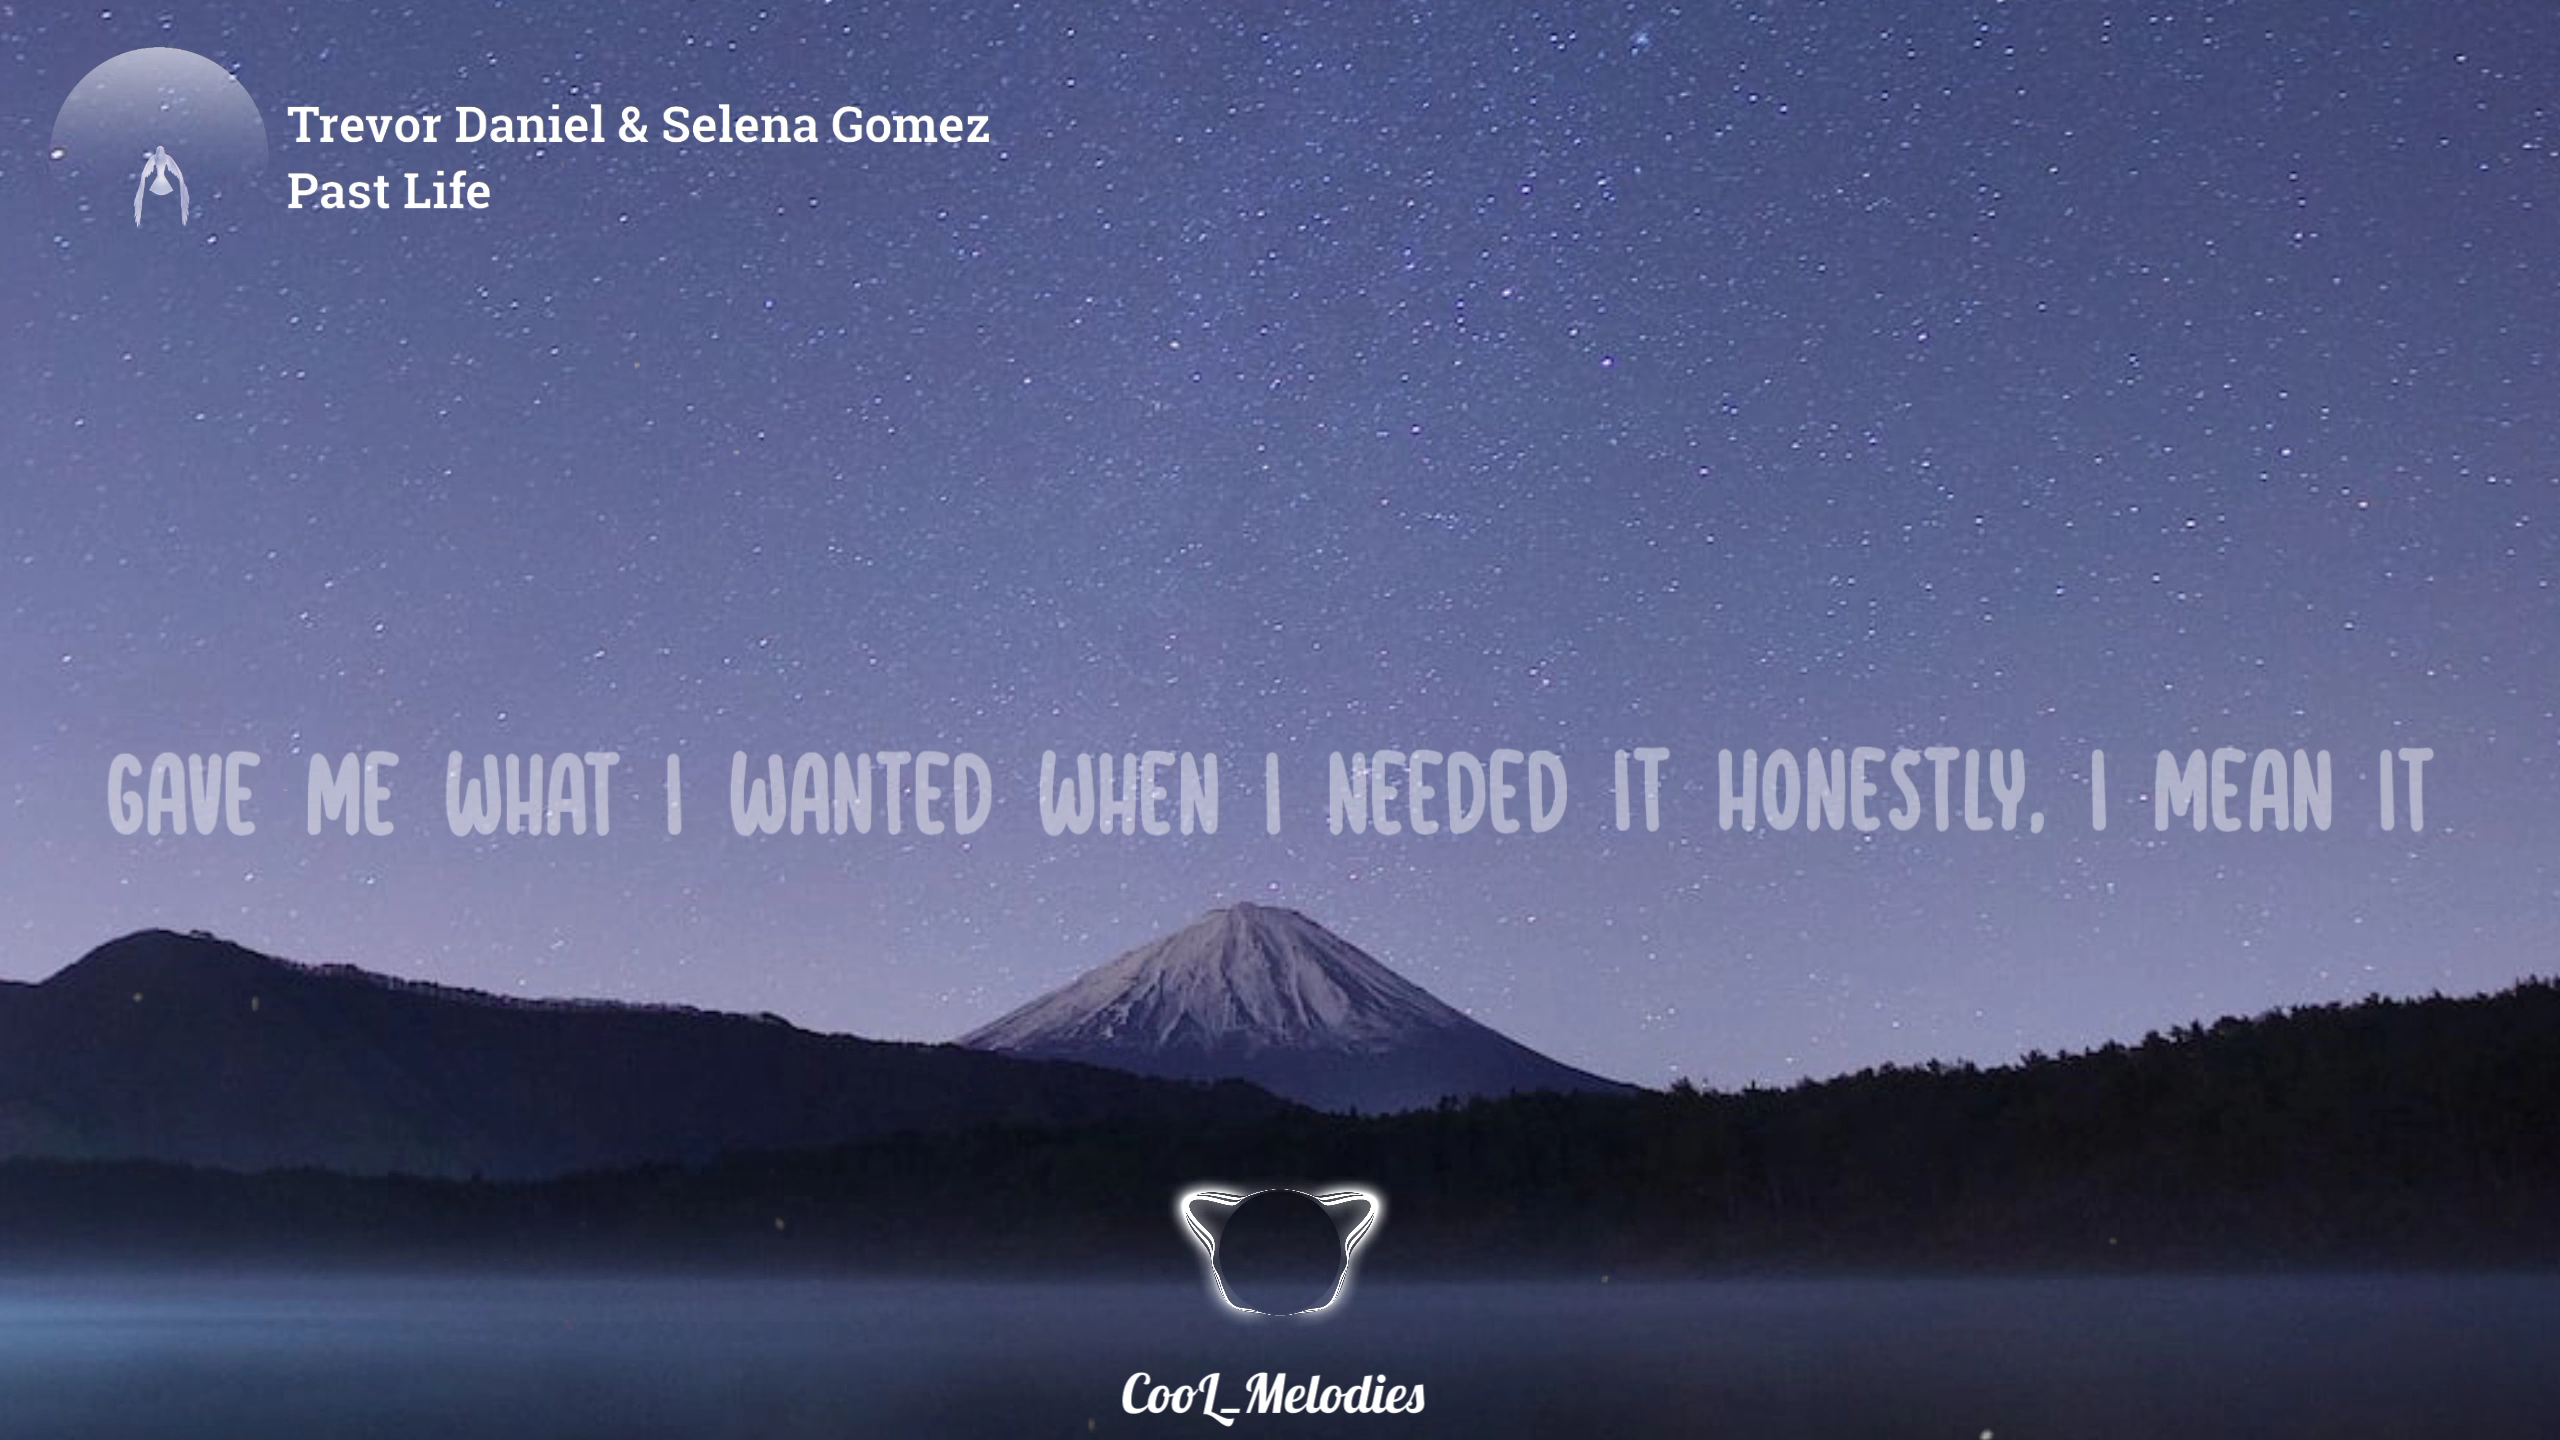 Trevor Daniel & Selena Gomez
Past Life
GAVE ME WHAT I WANTED WHEN I NEEDED IT HONESTLY, I MEAN IT
CooL_Melodies